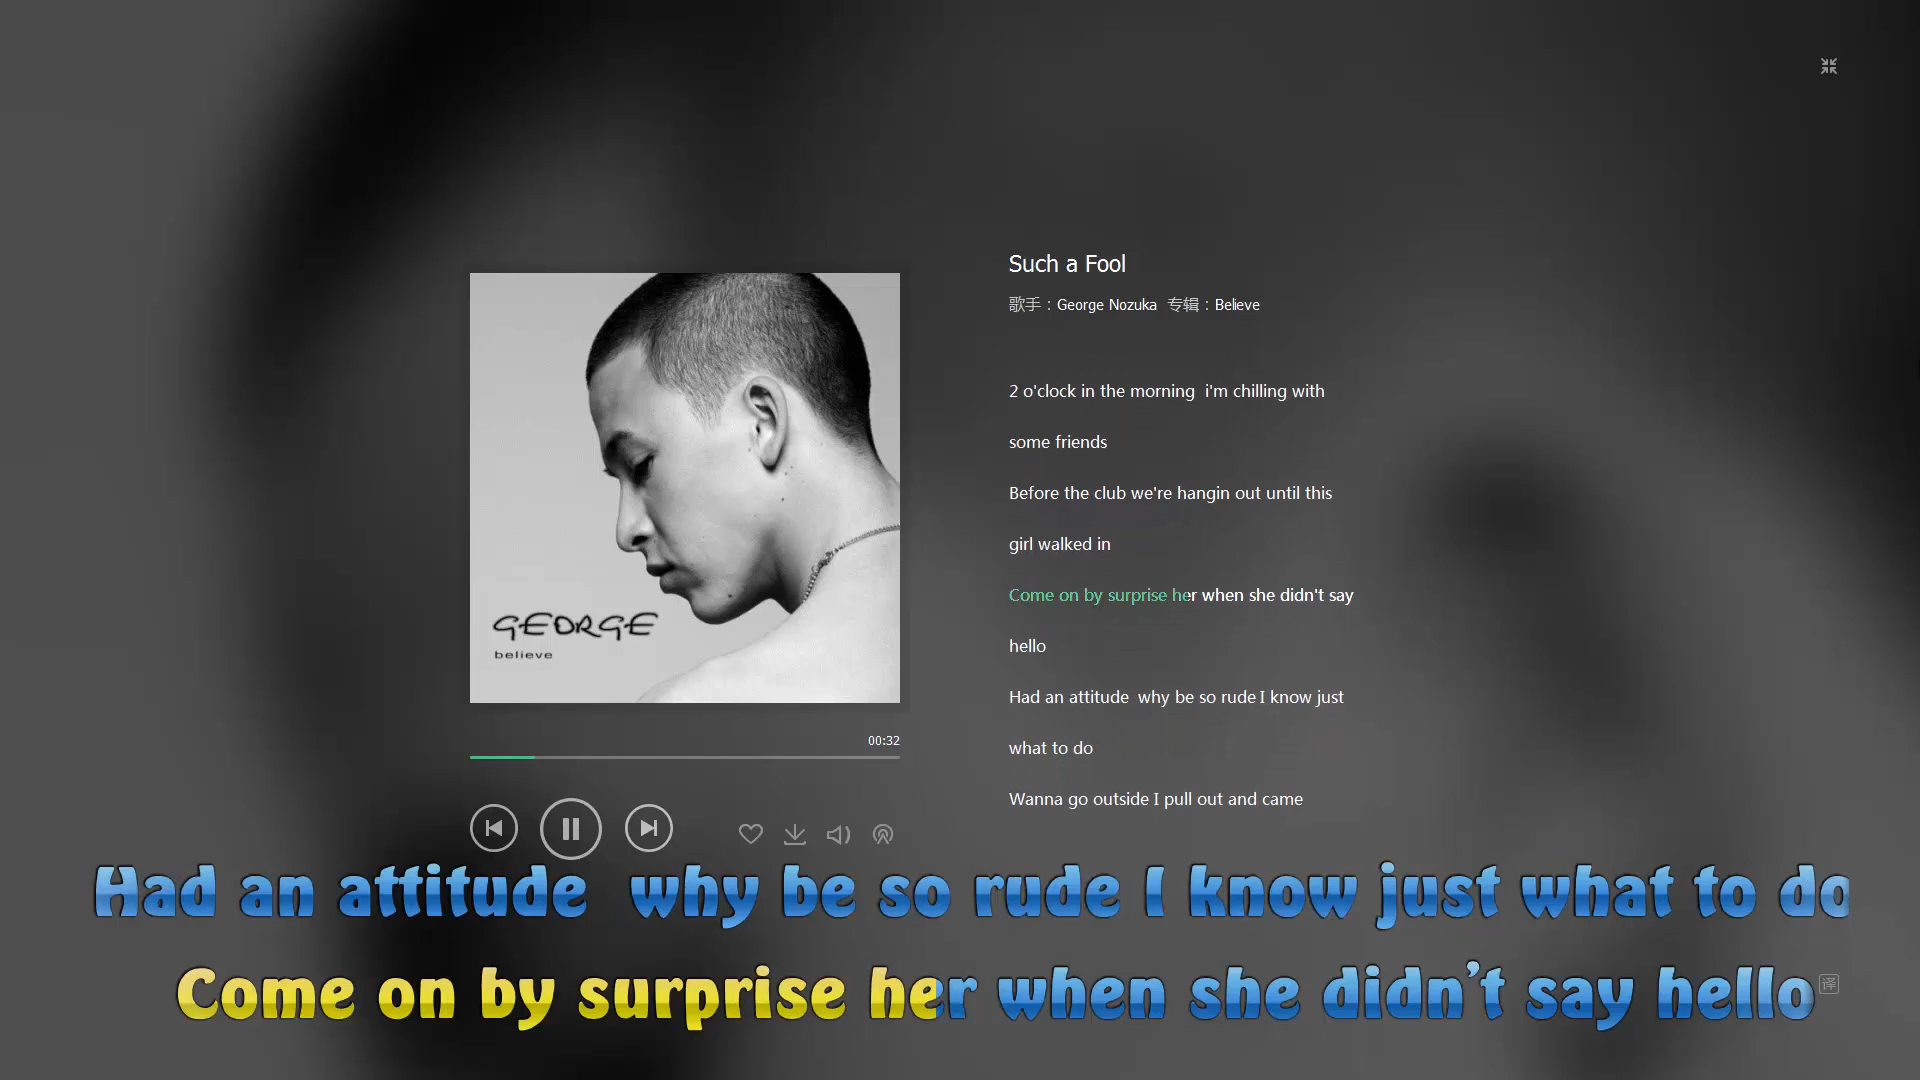 Such a Fool
歌手：George Nozuka 专辑：Believe
2 o'clock in the morning  i'm chilling with
some friends
Before the club we're hangin out until this
girl walked in
Come on by surprise her when she didn't say
hello
Had an attitude  why be so rude I know just
what to do
Wanna go outside I pull out and came
GEORGE
believe
00:32
Had an attitude  why be so rude I know just what to do
Come on by surprise her when she didn't say hello
译